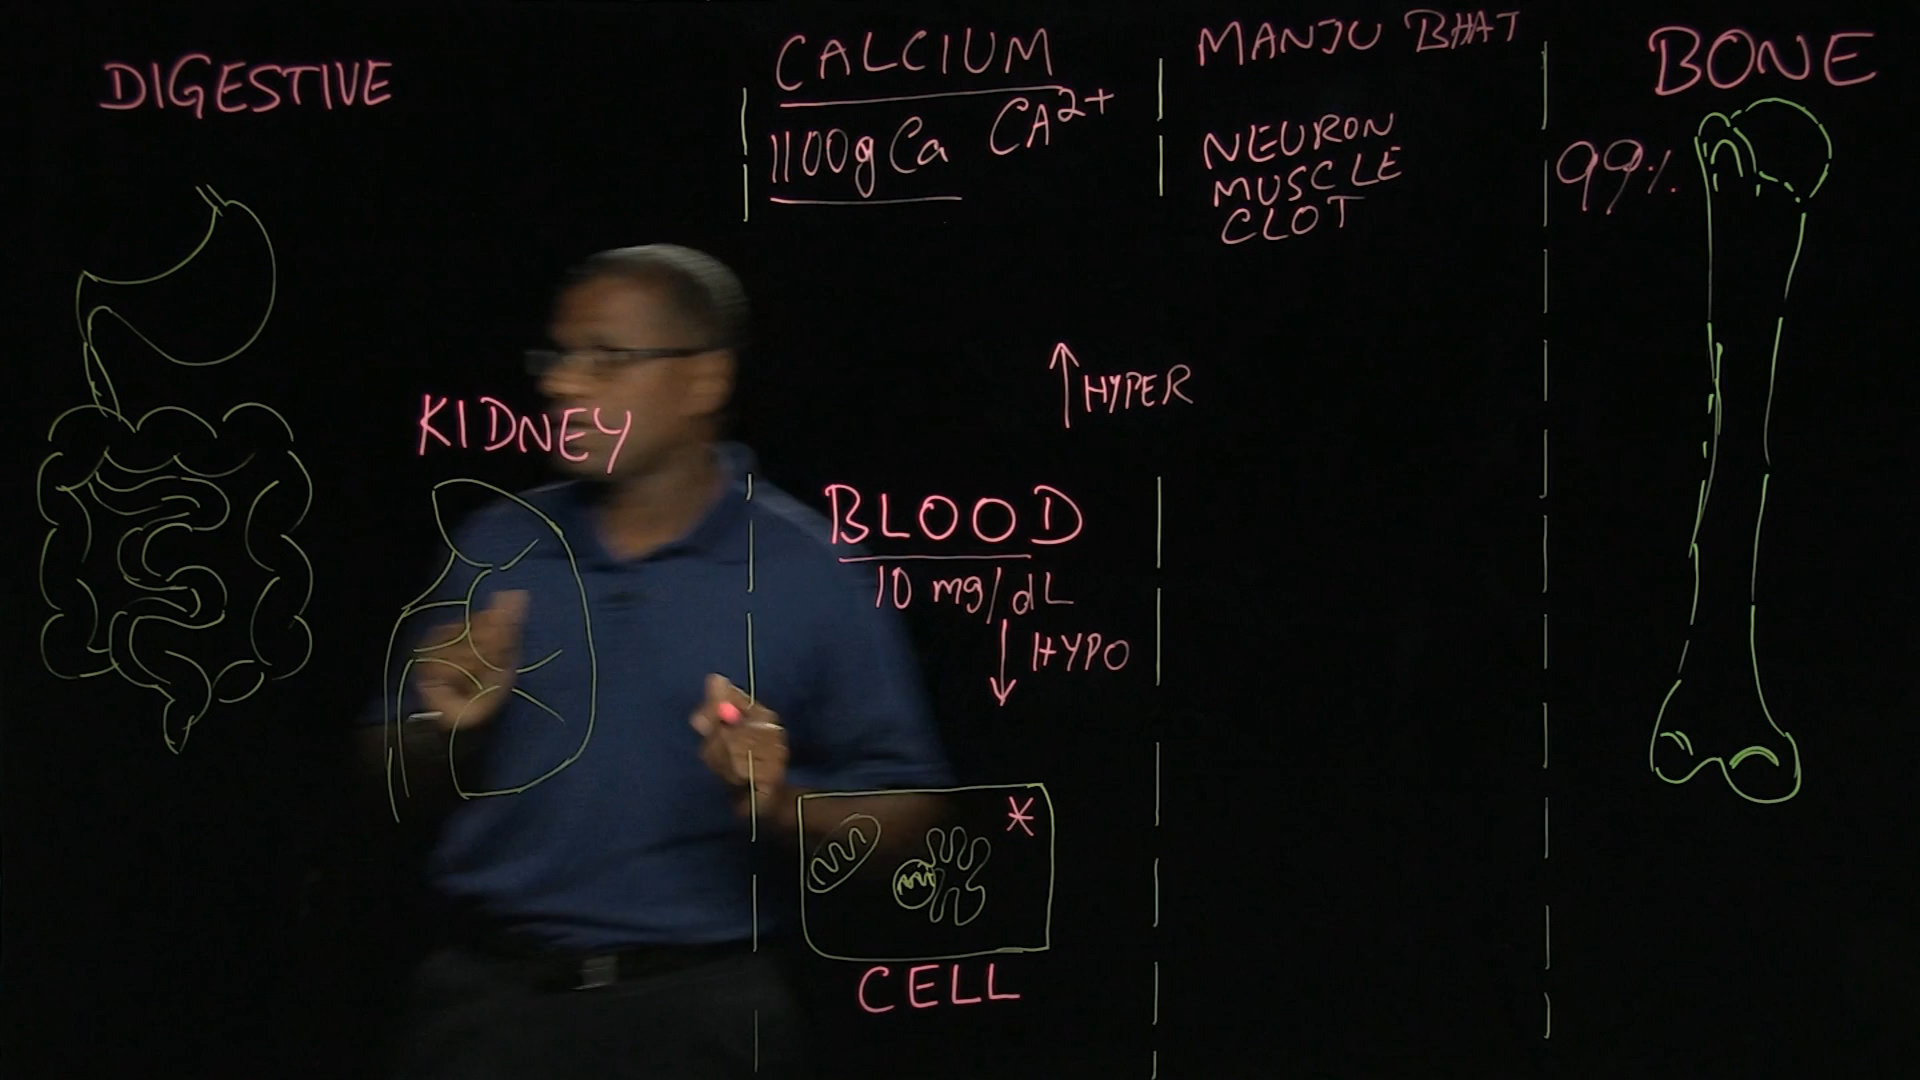 DIGESTIVE
CALCIUM
1100g Ca CA2+
MANJU BHAT
NEURON
MUSCLE
CLOT
BONE
99%
KIDNEY
↑ HYPER
BLOOD
10 mg/dL
↓ HYPO
*
CELL